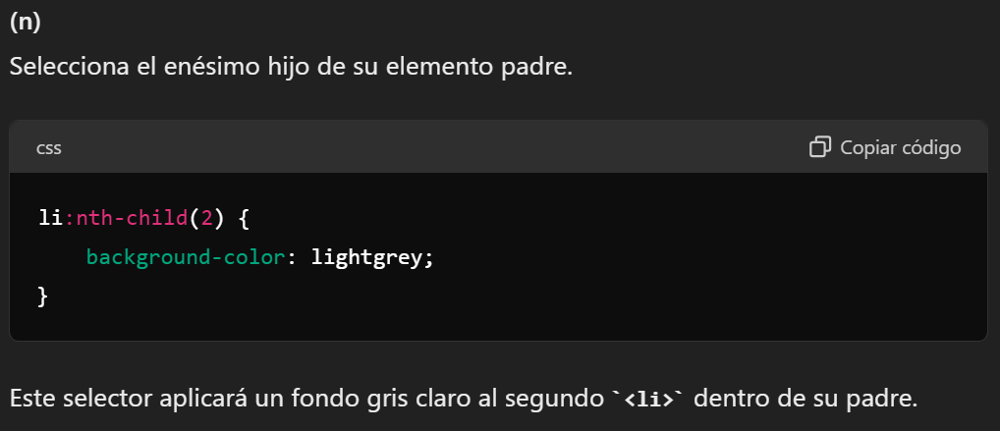 (n)
Selecciona el enésimo hijo de su elemento padre.
css
Copiar código
li:nth-child(2) {
    background-color: lightgrey;
}
Este selector aplicará un fondo gris claro al segundo `<li>` dentro de su padre.